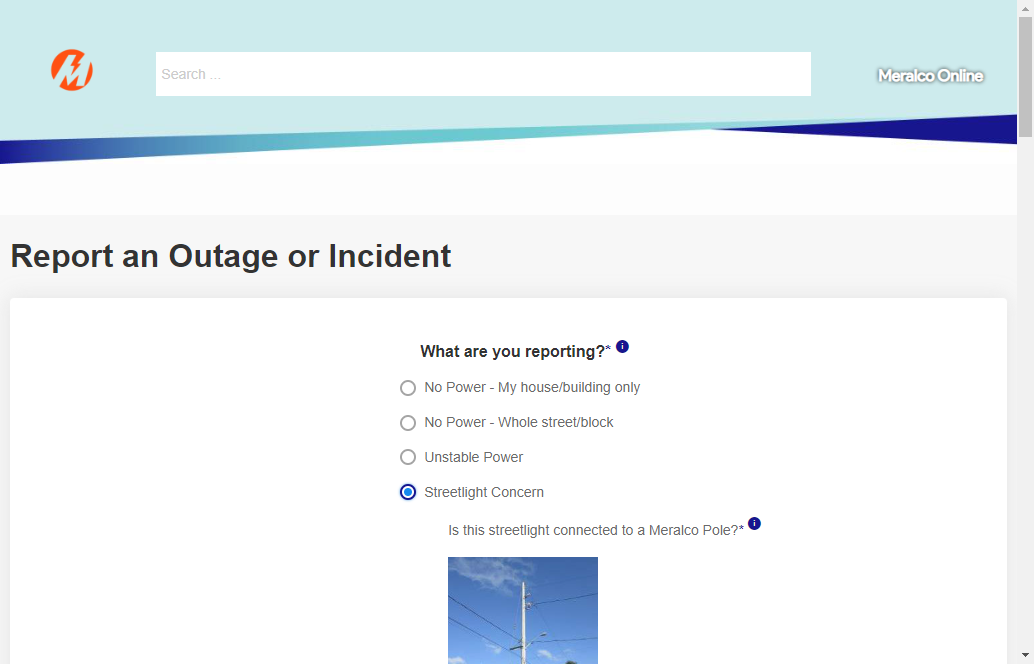 Search ...
Meralco Online
Report an Outage or Incident
What are you reporting?*
No Power - My house/building only
No Power - Whole street/block
Unstable Power
Streetlight Concern
Is this streetlight connected to a Meralco Pole?*